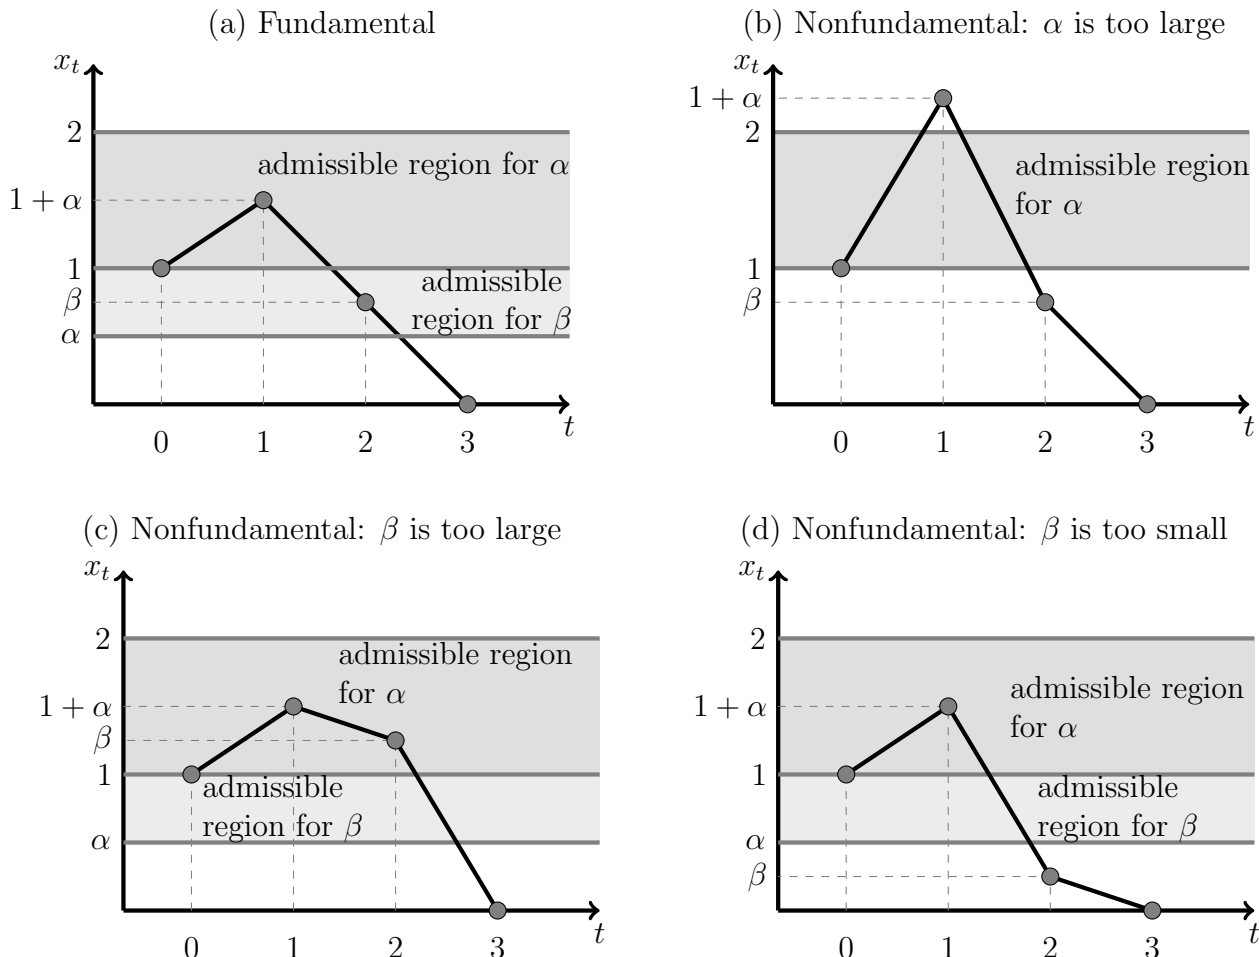 (a) Fundamental
x_t
2
admissible region for α
1 + α
1
admissible
β
region for β
α
0 1 2 3
t
(b) Nonfundamental: α is too large
x_t
1 + α
2
admissible region
for α
1
β
0 1 2 3
t
(c) Nonfundamental: β is too large
x_t
2
admissible region
for α
1 + α
β
1
admissible
region for β
α
0 1 2 3
t
(d) Nonfundamental: β is too small
x_t
2
admissible region
1 + α
for α
1
admissible
region for β
α
β
0 1 2 3
t